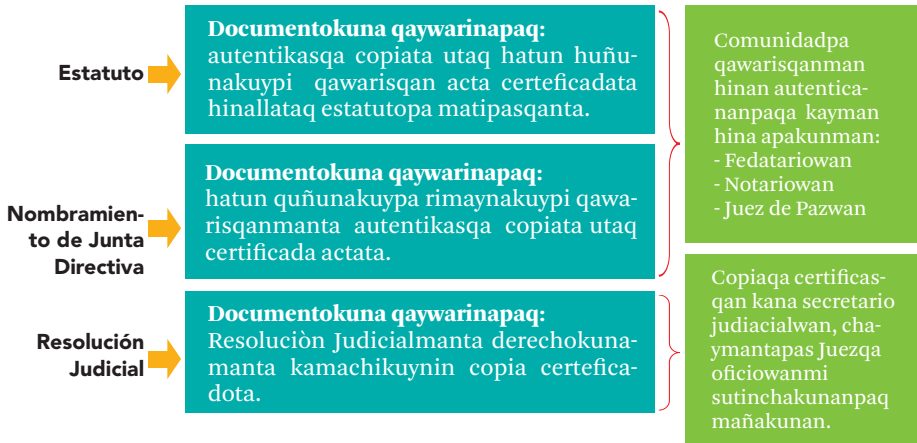 Estatuto
Documentokuna qaywarinapaq:
autentikasqa copiata utaq hatun huñu-
nakuypi qawarisqan acta certeficadata
hinallataq estatutopa matipasqanta.
Nombramien-
to de Junta
Directiva
Documentokuna qaywarinapaq:
hatun quñunakuypa rimaynakuypi qawa-
risqanmanta autentikasqa copiata utaq
certificada actata.
Comunidadpa
qawarisqanman
hinan autentica-
nanpaqa kayman
hina apakunman:
- Fedatariowan
- Notariowan
- Juez de Pazwan
Resolución
Judicial
Documentokuna qaywarinapaq:
Resoluciòn Judicialmanta derechokuna-
manta kamachikuynin copia certefica-
dota.
Copiaqa certificas-
qan kana secretario
judiacialwan, cha-
ymantapas Juezqa
oficiowanmi
sutinchakunanpaq
mañakunan.